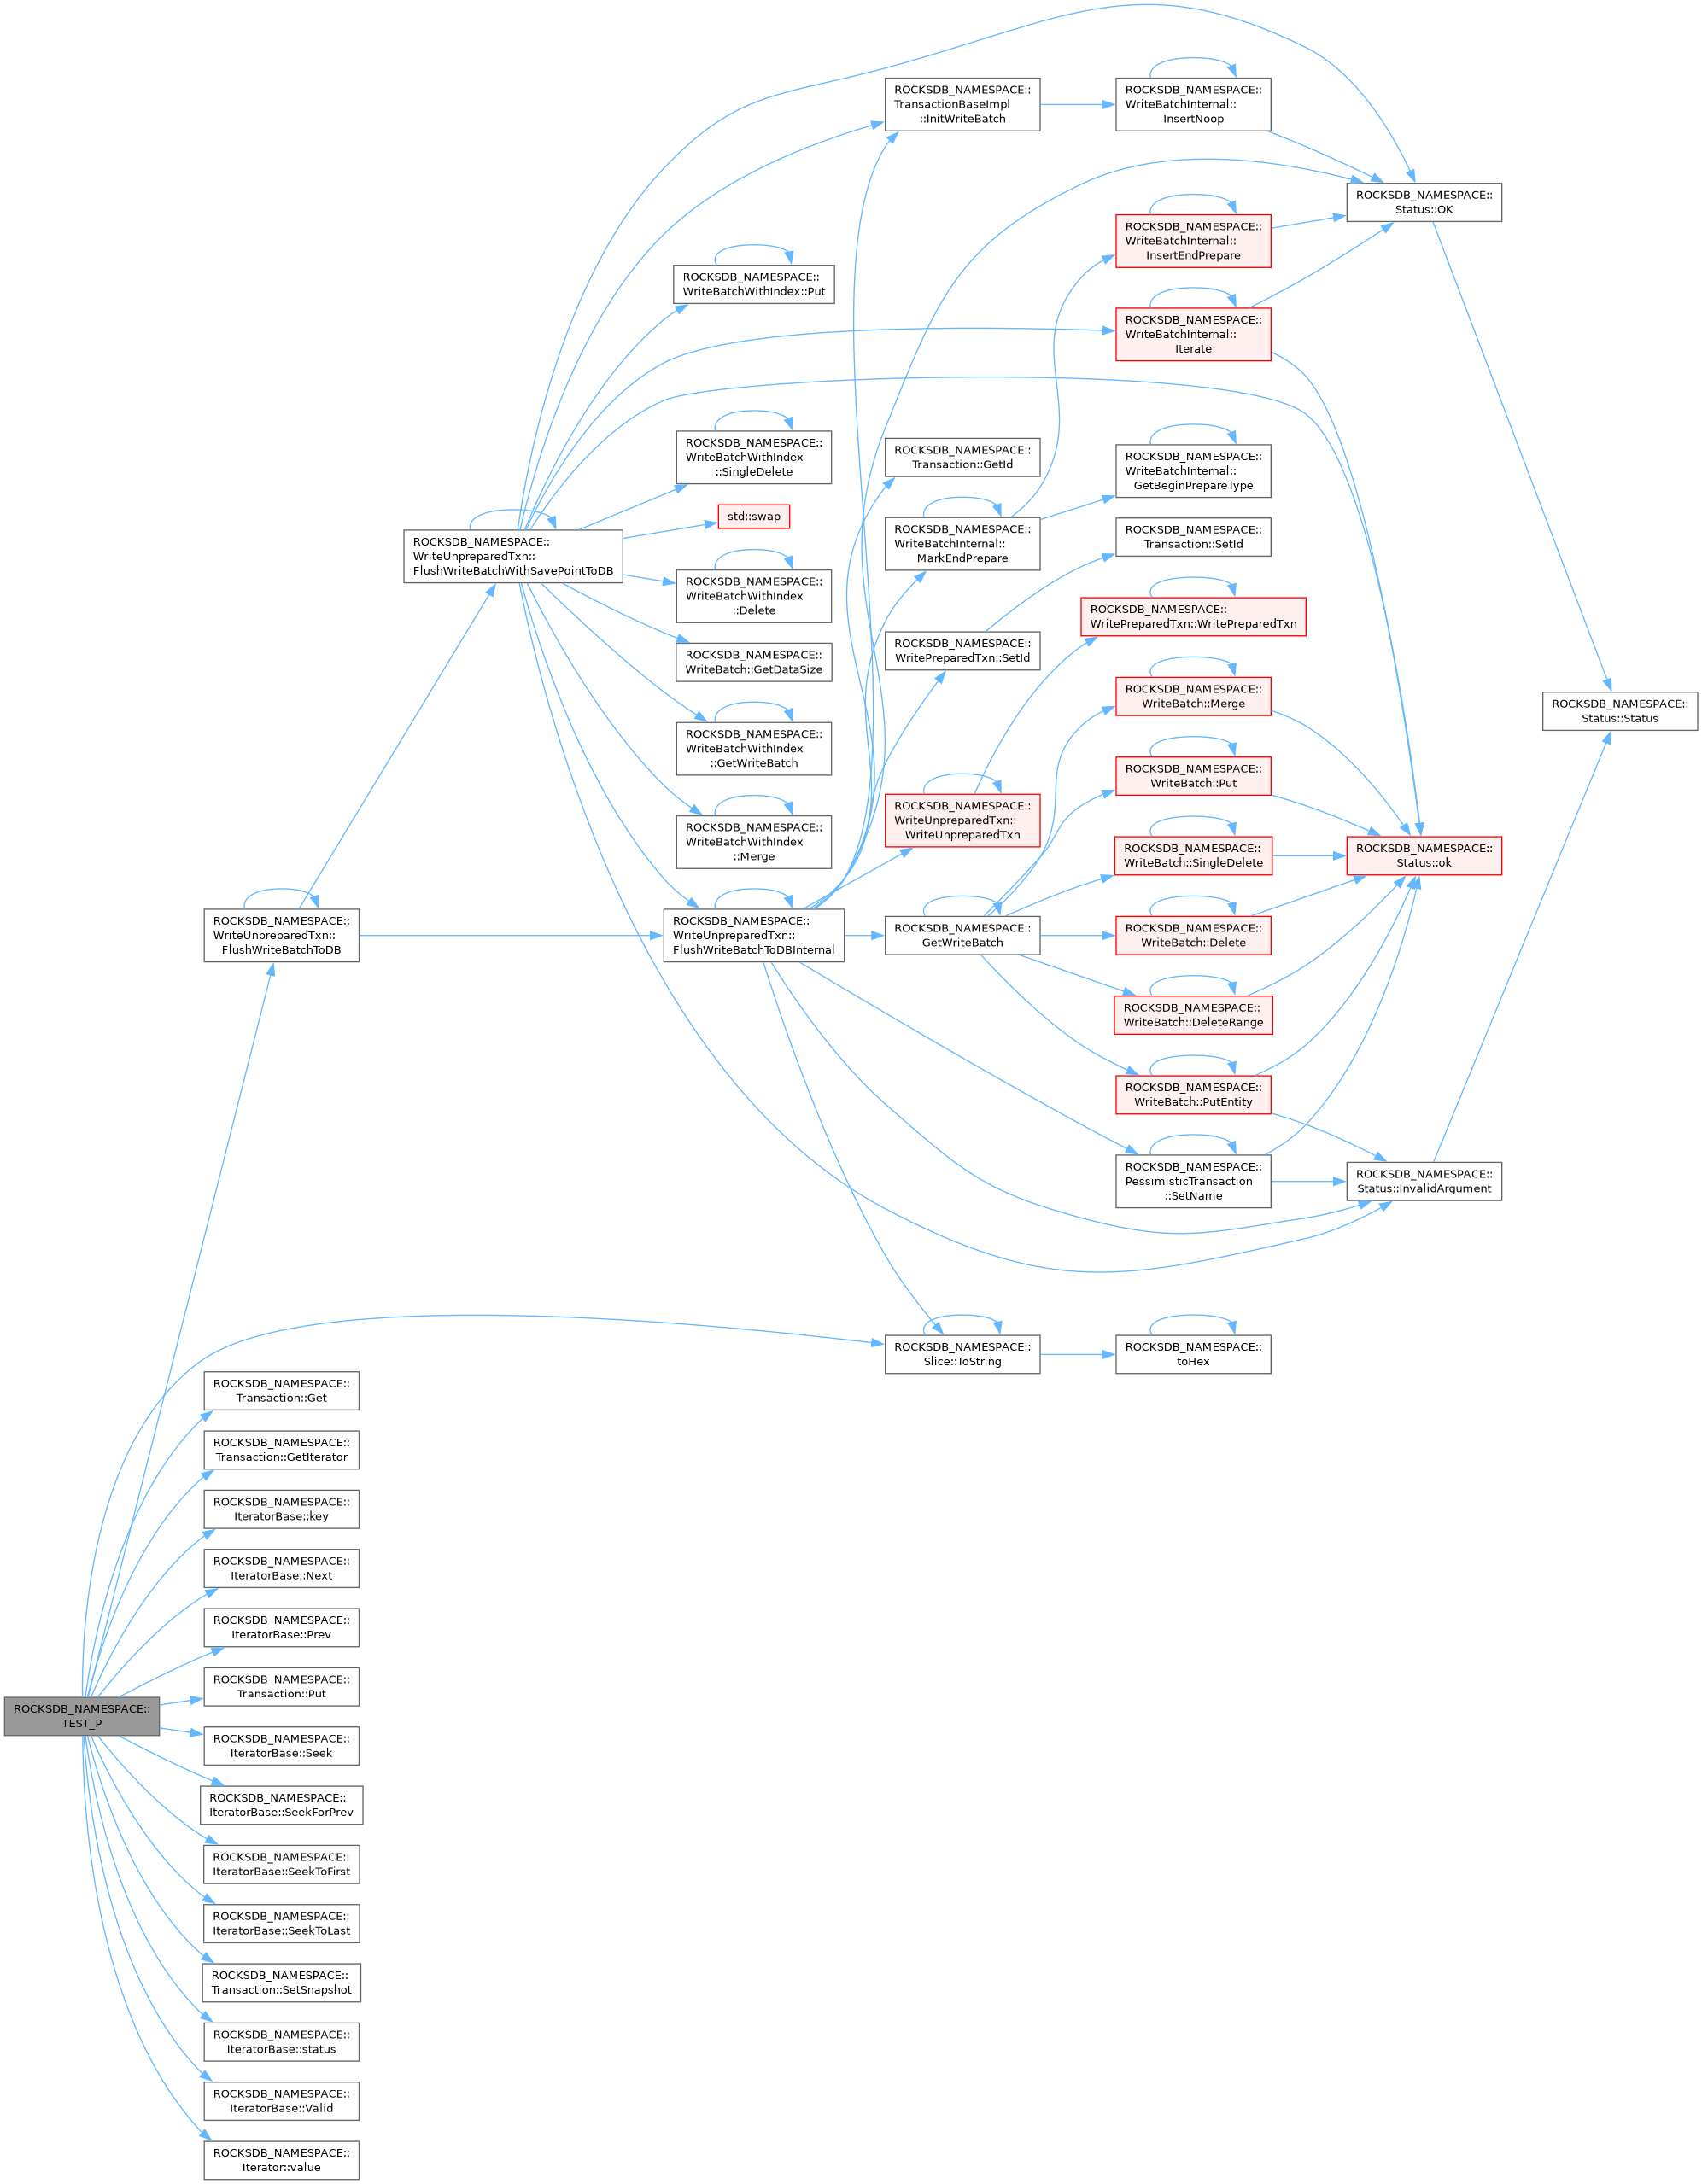 ROCKSDB_NAMESPACE::
TEST_P
ROCKSDB_NAMESPACE::
WriteUnpreparedTxn::
FlushWriteBatchToDB
ROCKSDB_NAMESPACE::
Transaction::Get
ROCKSDB_NAMESPACE::
Transaction::GetIterator
ROCKSDB_NAMESPACE::
IteratorBase::key
ROCKSDB_NAMESPACE::
IteratorBase::Next
ROCKSDB_NAMESPACE::
IteratorBase::Prev
ROCKSDB_NAMESPACE::
Transaction::Put
ROCKSDB_NAMESPACE::
IteratorBase::Seek
ROCKSDB_NAMESPACE::
IteratorBase::SeekForPrev
ROCKSDB_NAMESPACE::
IteratorBase::SeekToFirst
ROCKSDB_NAMESPACE::
IteratorBase::SeekToLast
ROCKSDB_NAMESPACE::
Transaction::SetSnapshot
ROCKSDB_NAMESPACE::
IteratorBase::status
ROCKSDB_NAMESPACE::
IteratorBase::Valid
ROCKSDB_NAMESPACE::
Iterator::value
ROCKSDB_NAMESPACE::
WriteUnpreparedTxn::
FlushWriteBatchWithSavePointToDB
ROCKSDB_NAMESPACE::
WriteBatchWithIndex::Put
ROCKSDB_NAMESPACE::
WriteBatchWithIndex
::SingleDelete
std::swap
ROCKSDB_NAMESPACE::
WriteBatchWithIndex
::Delete
ROCKSDB_NAMESPACE::
WriteBatch::GetDataSize
ROCKSDB_NAMESPACE::
WriteBatchWithIndex
::GetWriteBatch
ROCKSDB_NAMESPACE::
WriteBatchWithIndex
::Merge
ROCKSDB_NAMESPACE::
WriteUnpreparedTxn::
FlushWriteBatchToDBInternal
ROCKSDB_NAMESPACE::
TransactionBaseImpl
::InitWriteBatch
ROCKSDB_NAMESPACE::
Transaction::GetId
ROCKSDB_NAMESPACE::
WriteBatchInternal::
MarkEndPrepare
ROCKSDB_NAMESPACE::
WritePreparedTxn::SetId
ROCKSDB_NAMESPACE::
WriteUnpreparedTxn::
WriteUnpreparedTxn
ROCKSDB_NAMESPACE::
GetWriteBatch
ROCKSDB_NAMESPACE::
Slice::ToString
ROCKSDB_NAMESPACE::
WriteBatchInternal::
InsertNoop
ROCKSDB_NAMESPACE::
WriteBatchInternal::
InsertEndPrepare
ROCKSDB_NAMESPACE::
WriteBatchInternal::
Iterate
ROCKSDB_NAMESPACE::
WriteBatchInternal::
GetBeginPrepareType
ROCKSDB_NAMESPACE::
Transaction::SetId
ROCKSDB_NAMESPACE::
WritePreparedTxn::WritePreparedTxn
ROCKSDB_NAMESPACE::
WriteBatch::Merge
ROCKSDB_NAMESPACE::
WriteBatch::Put
ROCKSDB_NAMESPACE::
WriteBatch::SingleDelete
ROCKSDB_NAMESPACE::
WriteBatch::Delete
ROCKSDB_NAMESPACE::
WriteBatch::DeleteRange
ROCKSDB_NAMESPACE::
WriteBatch::PutEntity
ROCKSDB_NAMESPACE::
PessimisticTransaction
::SetName
ROCKSDB_NAMESPACE::
toHex
ROCKSDB_NAMESPACE::
Status::OK
ROCKSDB_NAMESPACE::
Status::ok
ROCKSDB_NAMESPACE::
Status::InvalidArgument
ROCKSDB_NAMESPACE::
Status::Status